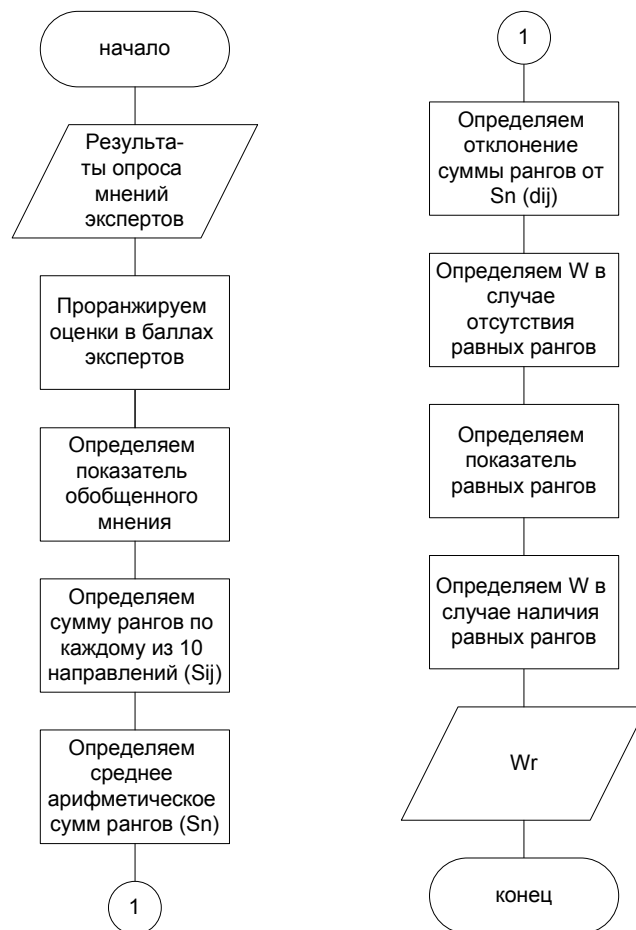 начало
Результа-
ты опроса
мнений
экспертов
Проранжируем
оценки в баллах
экспертов
Определяем
показатель
обобщенного
мнения
Определяем
сумму рангов по
каждому из 10
направлений (Sij)
Определяем
среднее
арифметическое
сумм рангов (Sn)
1
1
Определяем
отклонение
суммы рангов от
Sn (dij)
Определяем W в
случае
отсутствия
равных рангов
Определяем
показатель
равных рангов
Определяем W в
случае наличия
равных рангов
Wr
конец